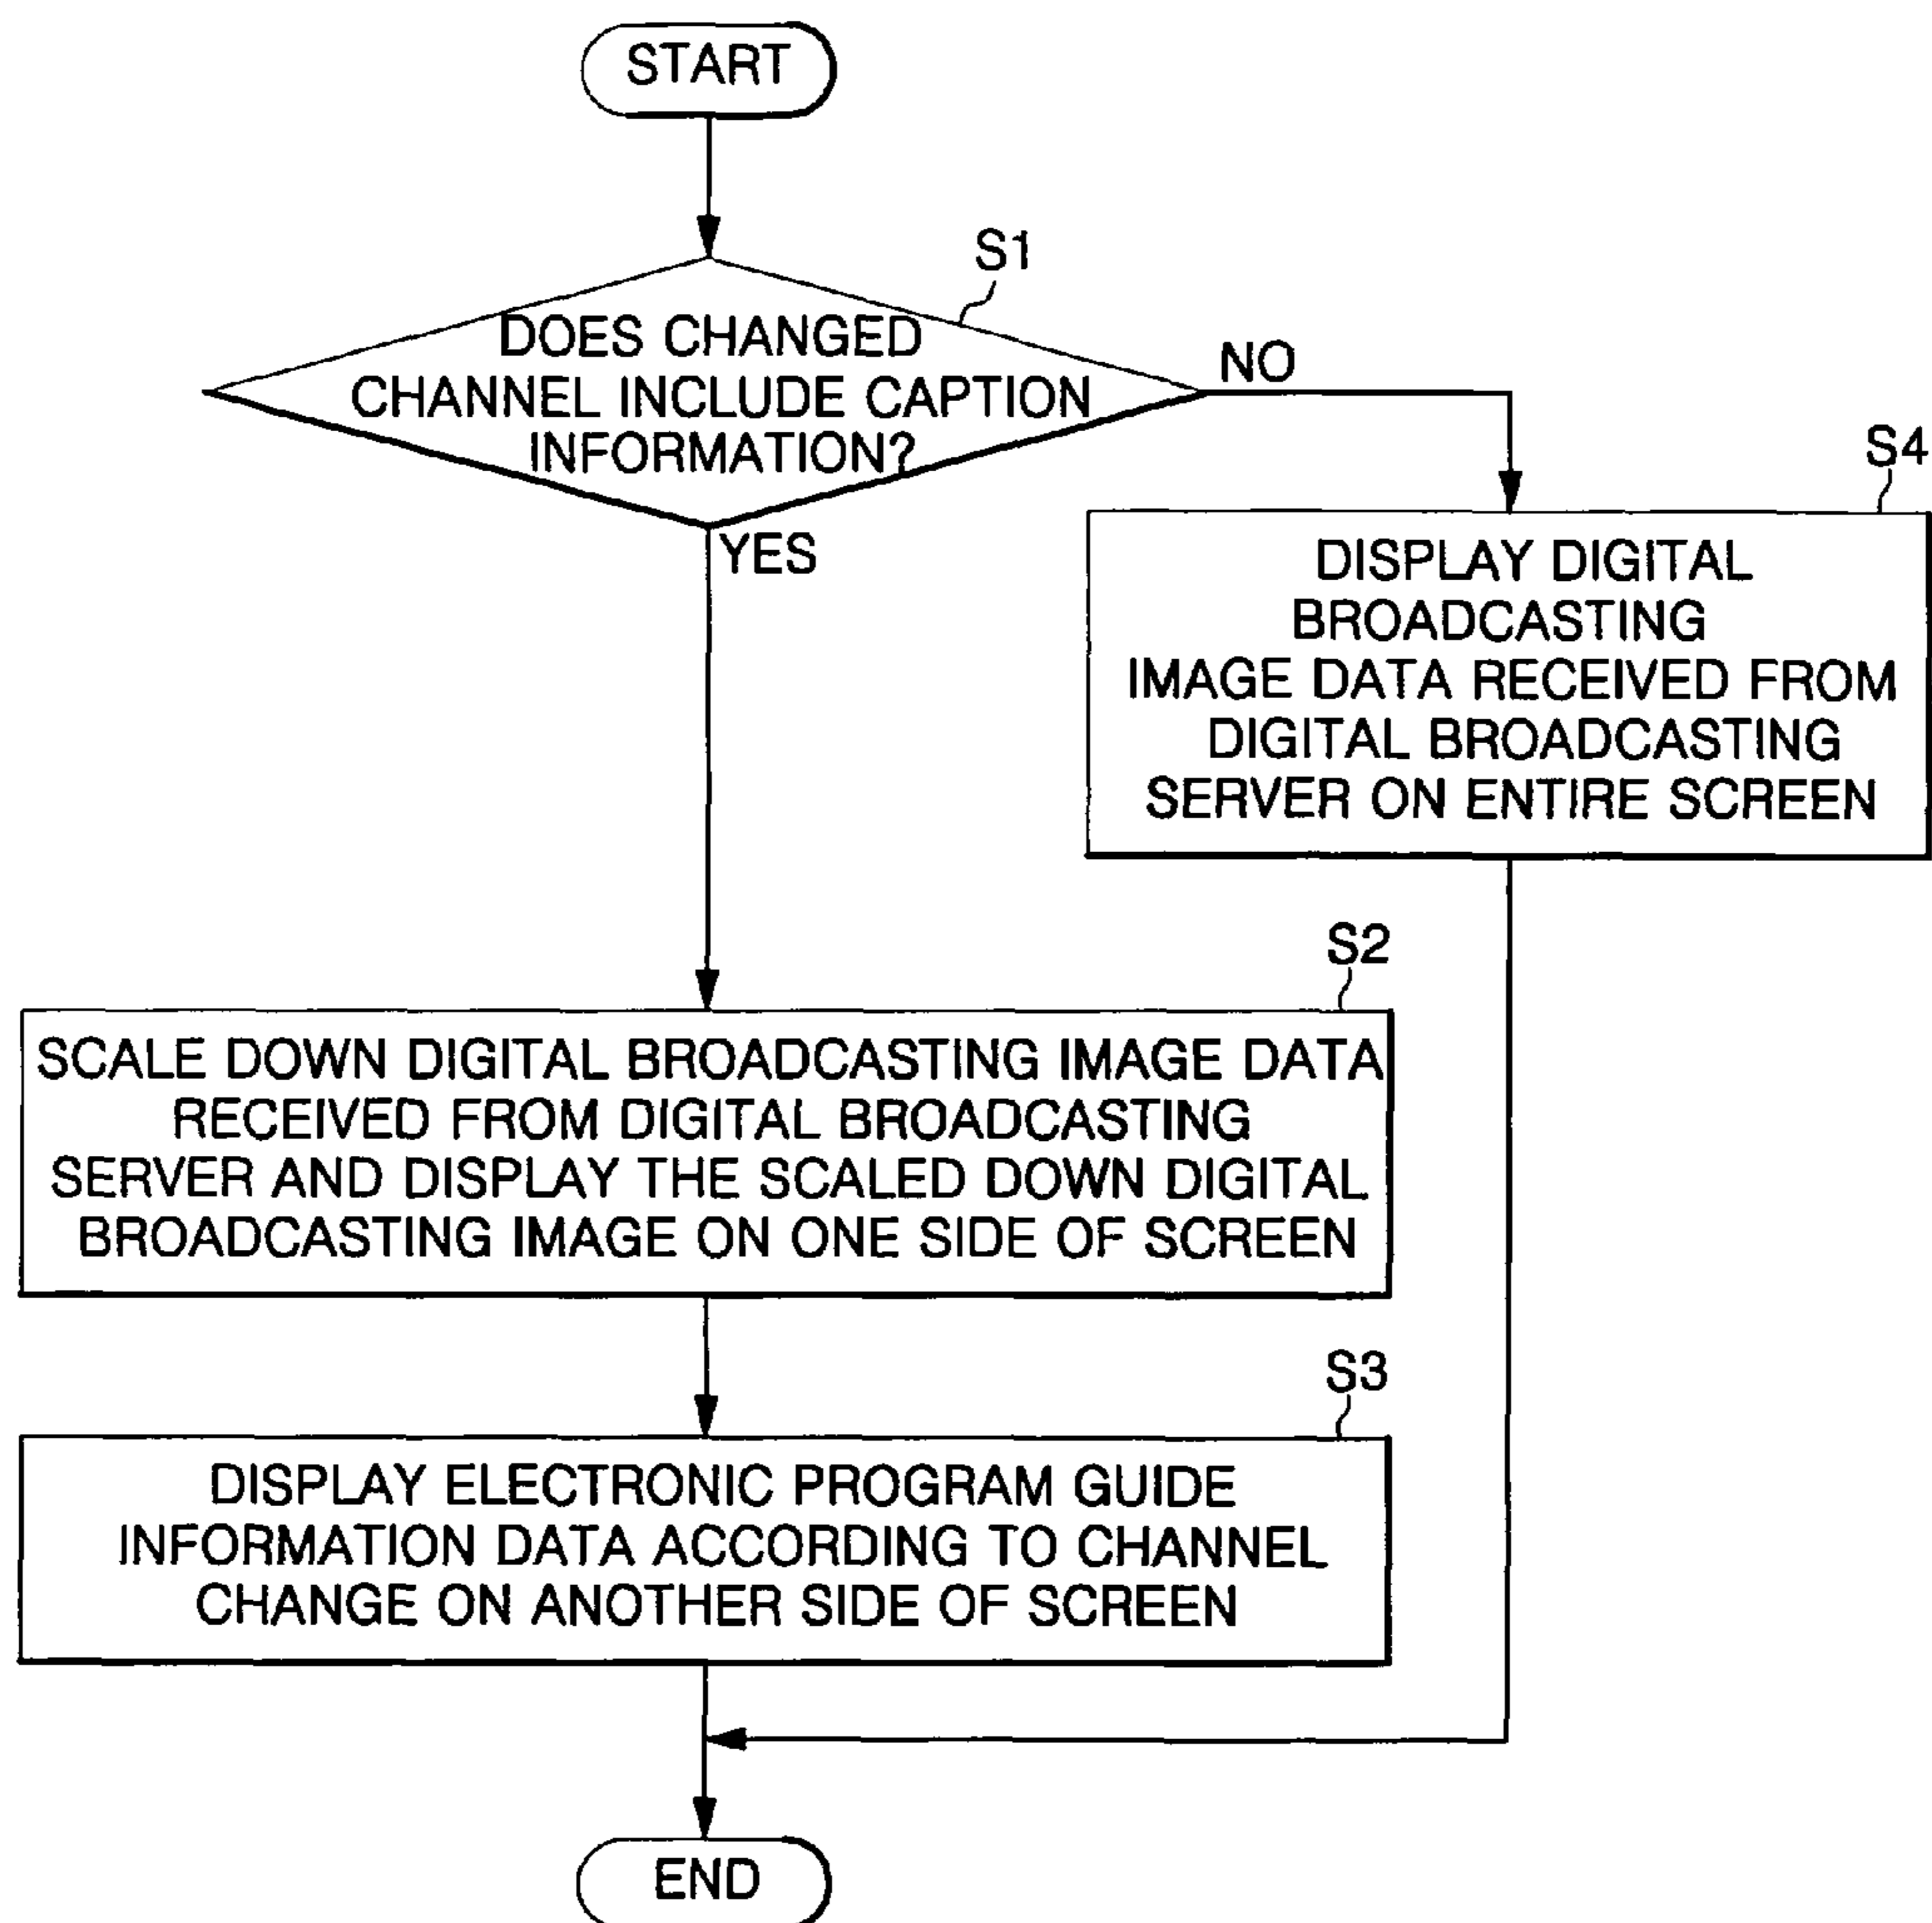 START
S1
DOES CHANGED
CHANNEL INCLUDE CAPTION
INFORMATION?
NO
YES
S4
DISPLAY DIGITAL
BROADCASTING
IMAGE DATA RECEIVED FROM
DIGITAL BROADCASTING
SERVER ON ENTIRE SCREEN
S2
SCALE DOWN DIGITAL BROADCASTING IMAGE DATA
RECEIVED FROM DIGITAL BROADCASTING
SERVER AND DISPLAY THE SCALED DOWN DIGITAL
BROADCASTING IMAGE ON ONE SIDE OF SCREEN
S3
DISPLAY ELECTRONIC PROGRAM GUIDE
INFORMATION DATA ACCORDING TO CHANNEL
CHANGE ON ANOTHER SIDE OF SCREEN
END